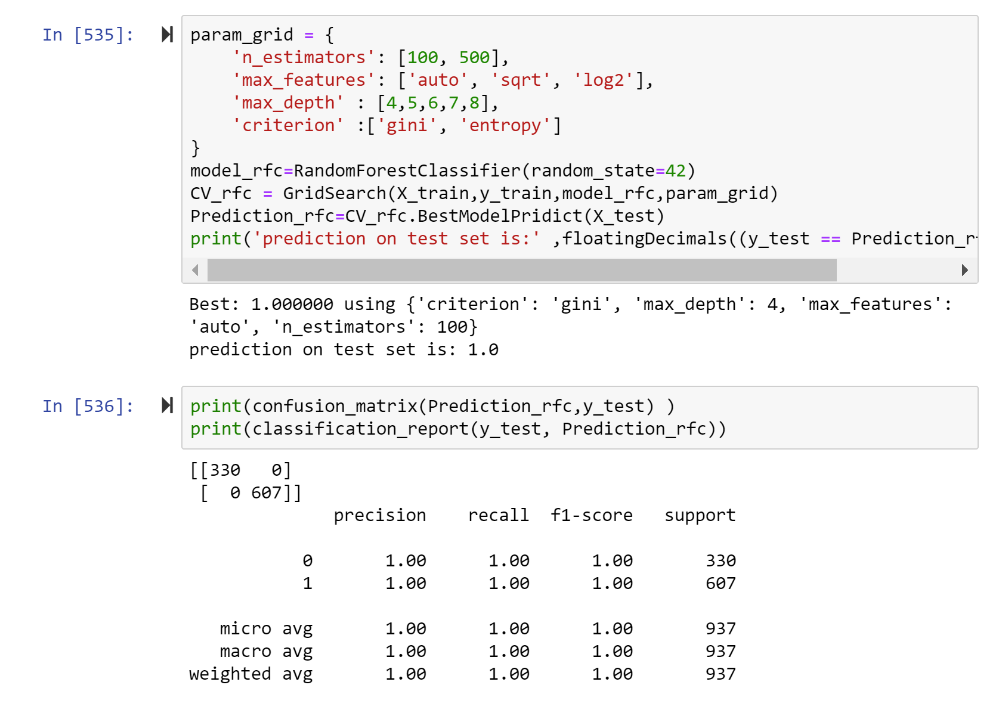 In [535]:
param_grid = {
    'n_estimators': [100, 500],
    'max_features': ['auto', 'sqrt', 'log2'],
    'max_depth' : [4,5,6,7,8],
    'criterion' :['gini', 'entropy']
}
model_rfc=RandomForestClassifier(random_state=42)
CV_rfc = GridSearch(X_train,y_train,model_rfc,param_grid)
Prediction_rfc=CV_rfc.BestModelPridict(X_test)
print('prediction on test set is:' ,floatingDecimals((y_test == Prediction_r
Best: 1.000000 using {'criterion': 'gini', 'max_depth': 4, 'max_features':
'auto', 'n_estimators': 100}
prediction on test set is: 1.0
In [536]:
print(confusion_matrix(Prediction_rfc,y_test) )
print(classification_report(y_test, Prediction_rfc))
[[330   0]
 [  0 607]]
              precision    recall  f1-score   support
           0       1.00      1.00      1.00       330
           1       1.00      1.00      1.00       607
   micro avg       1.00      1.00      1.00       937
   macro avg       1.00      1.00      1.00       937
weighted avg       1.00      1.00      1.00       937